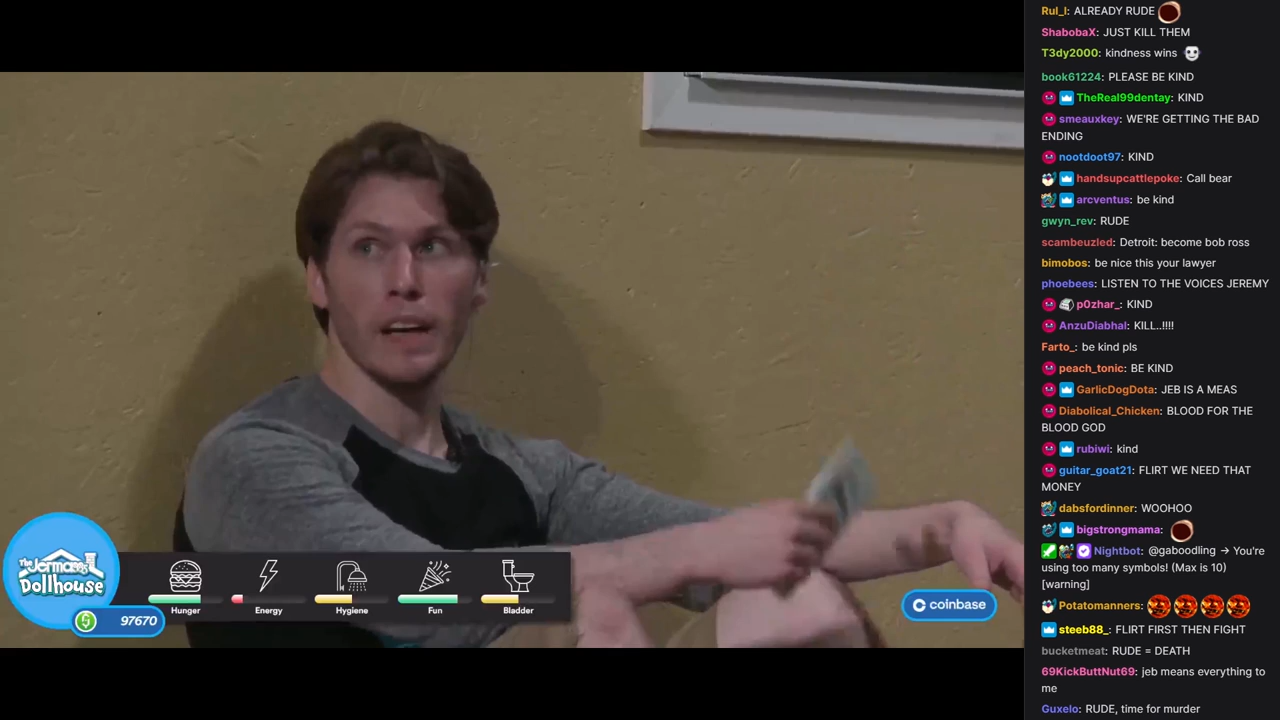 Rul_I: ALREADY RUDE
ShabobaX: JUST KILL THEM
T3dy2000: kindness wins
book61224: PLEASE BE KIND
TheReal99dentay: KIND
smeauxkey: WE'RE GETTING THE BAD
ENDING
nootdoot97: KIND
handsupcattlepoke: Call bear
arcventus: be kind
gwyn_rev: RUDE
scambeuzled: Detroit: become bob ross
bimobos: be nice this your lawyer
phoebees: LISTEN TO THE VOICES JEREMY
p0zhar_: KIND
AnzuDiabhal: KILL..!!!!
Farto_: be kind pls
peach_tonic: BE KIND
GarlicDogDota: JEB IS A MEAS
Diabolical_Chicken: BLOOD FOR THE
BLOOD GOD
rubiwi: kind
guitar_goat21: FLIRT WE NEED THAT
MONEY
dabsfordinner: WOOHOO
bigstrongmama:
Nightbot: @gaboodling → You're
using too many symbols! (Max is 10)
[warning]
Potatomanners:
steeb88_: FLIRT FIRST THEN FIGHT
bucketmeat: RUDE = DEATH
69KickButtNut69: jeb means everything to
me
Guxelo: RUDE, time for murder
The Jerma985
Dollhouse
97670
Hunger
Energy
Hygiene
Fun
Bladder
coinbase